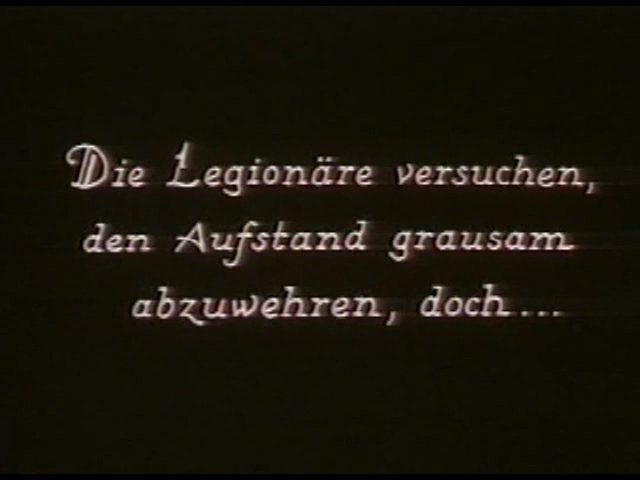 Die Legionäre versuchen,
den Aufstand grausam
abzuwehren, doch...